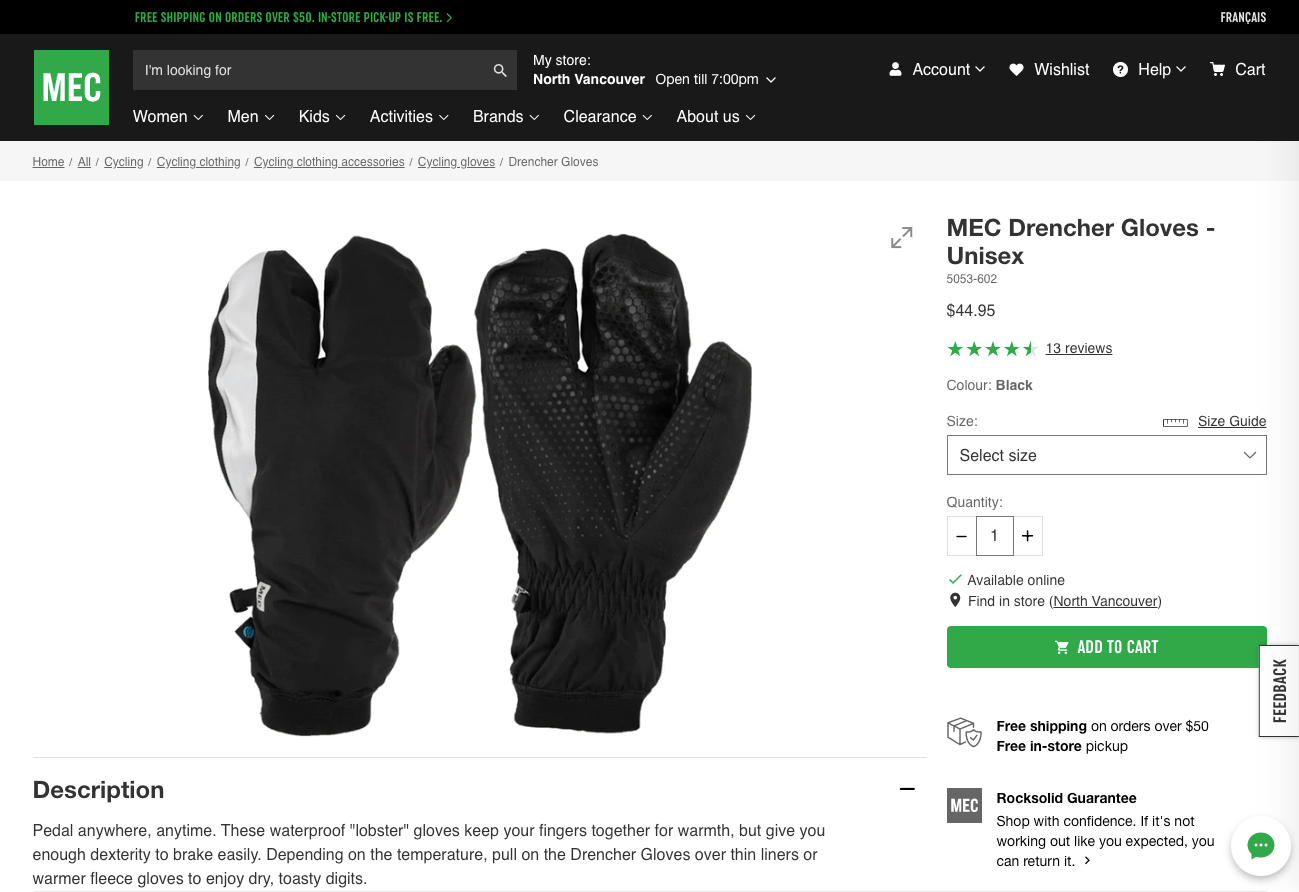 FREE SHIPPING ON ORDERS OVER $50. IN-STORE PICK-UP IS FREE.
FRANÇAIS
MEC
I'm looking for
My store:
North Vancouver Open till 7:00pm
Account
Wishlist
Help
Cart
Women
Men
Kids
Activities
Brands
Clearance
About us
Home / All / Cycling / Cycling clothing / Cycling clothing accessories / Cycling gloves / Drencher Gloves
MEC Drencher Gloves -
Unisex
5053-602
$44.95
13 reviews
Colour: Black
Size:
Size Guide
Select size
Quantity:
− 1 +
Available online
Find in store (North Vancouver)
ADD TO CART
FEEDBACK
MEC
Free shipping on orders over $50
Free in-store pickup
MEC
Rocksolid Guarantee
Shop with confidence. If it's not
working out like you expected, you
can return it.
Description
Pedal anywhere, anytime. These waterproof "lobster" gloves keep your fingers together for warmth, but give you
enough dexterity to brake easily. Depending on the temperature, pull on the Drencher Gloves over thin liners or
warmer fleece gloves to enjoy dry, toasty digits.